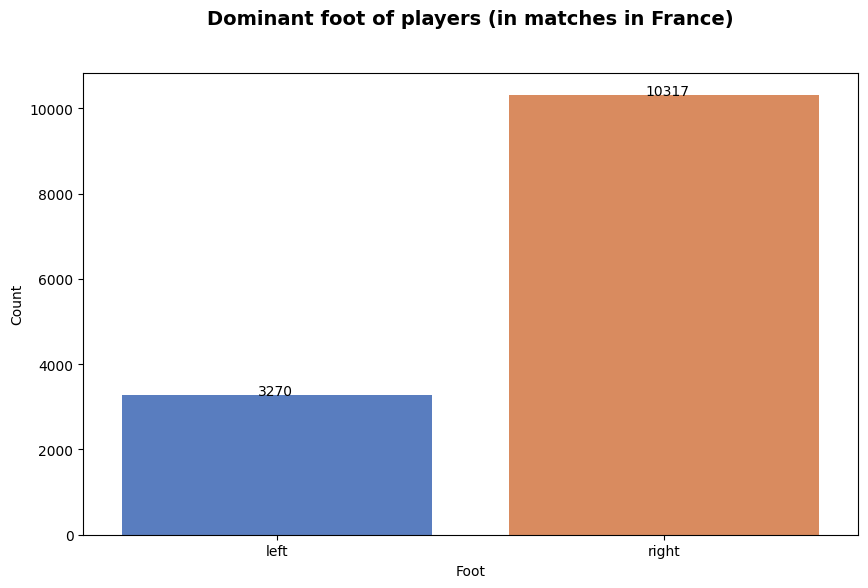 Dominant foot of players (in matches in France)
10317
10000
8000
6000
Count
4000
3270
2000
0
left
right
Foot